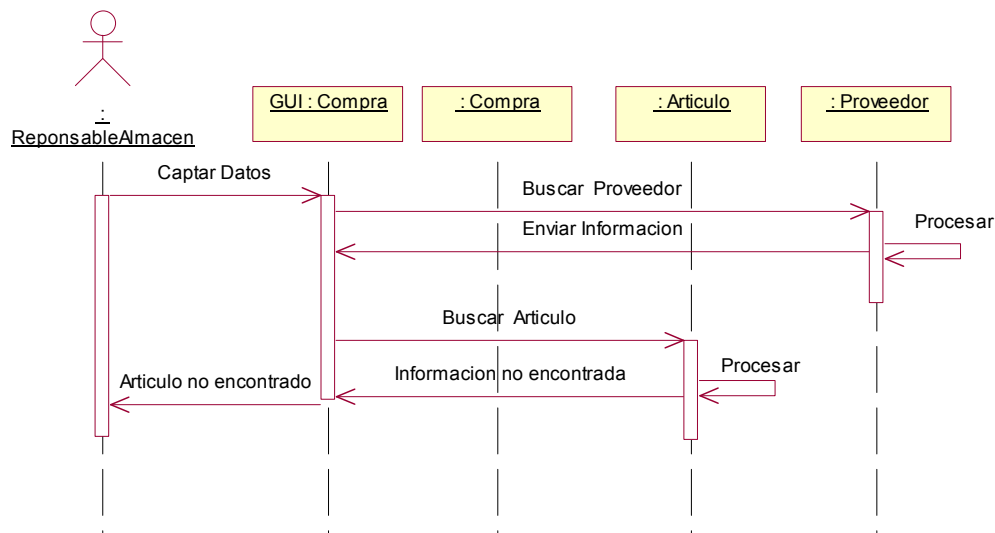 :
ReponsableAlmacen
GUI : Compra
: Compra
: Articulo
: Proveedor
Captar Datos
Buscar Proveedor
Procesar
Enviar Informacion
Buscar Articulo
Procesar
Informacion no encontrada
Articulo no encontrado